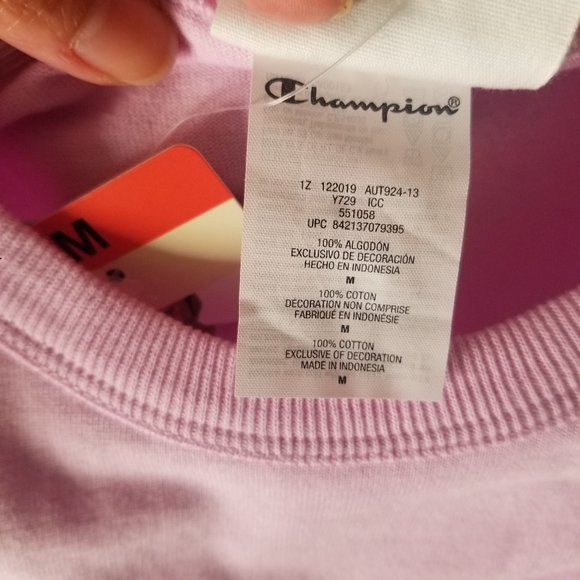 Champion®
1Z 122019 AUT924-13
Y729 ICC
551058
UPC 842137079395
100% ALGODÓN
EXCLUSIVO DE DECORACIÓN
HECHO EN INDONESIA
M
100% COTON
DÉCORATION NON COMPRISE
FABRIQUÉ EN INDONÉSIE
M
100% COTTON
EXCLUSIVE OF DECORATION
MADE IN INDONESIA
M
M